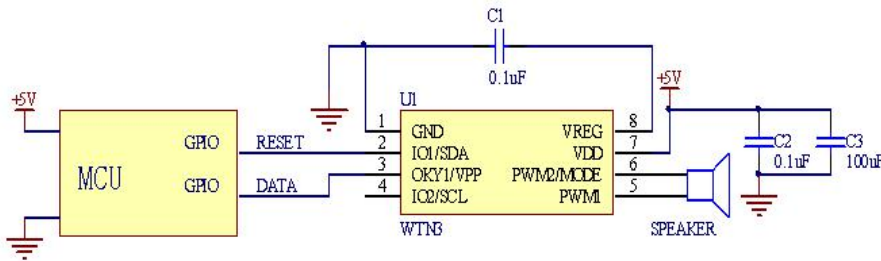 C1
0.1uF
+5V
+5V
U1
MCU
GPIO
RESET
GPIO
DATA
1
GND
2
IO1/SDA
3
OKY1/VPP
4
IO2/SCL
VREG
8
VDD
7
PWM2/MODE
6
PWM1
5
WTN3
SPEAKER
C2
0.1uF
C3
100uF